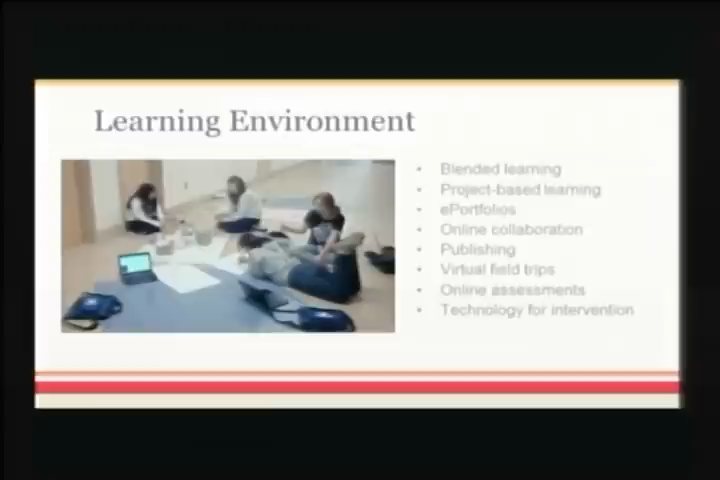 Learning Environment
• Blended learning
• Project-based learning
• ePortfolios
• Online collaboration
• Publishing
• Virtual field trips
• Online assessments
• Technology for intervention